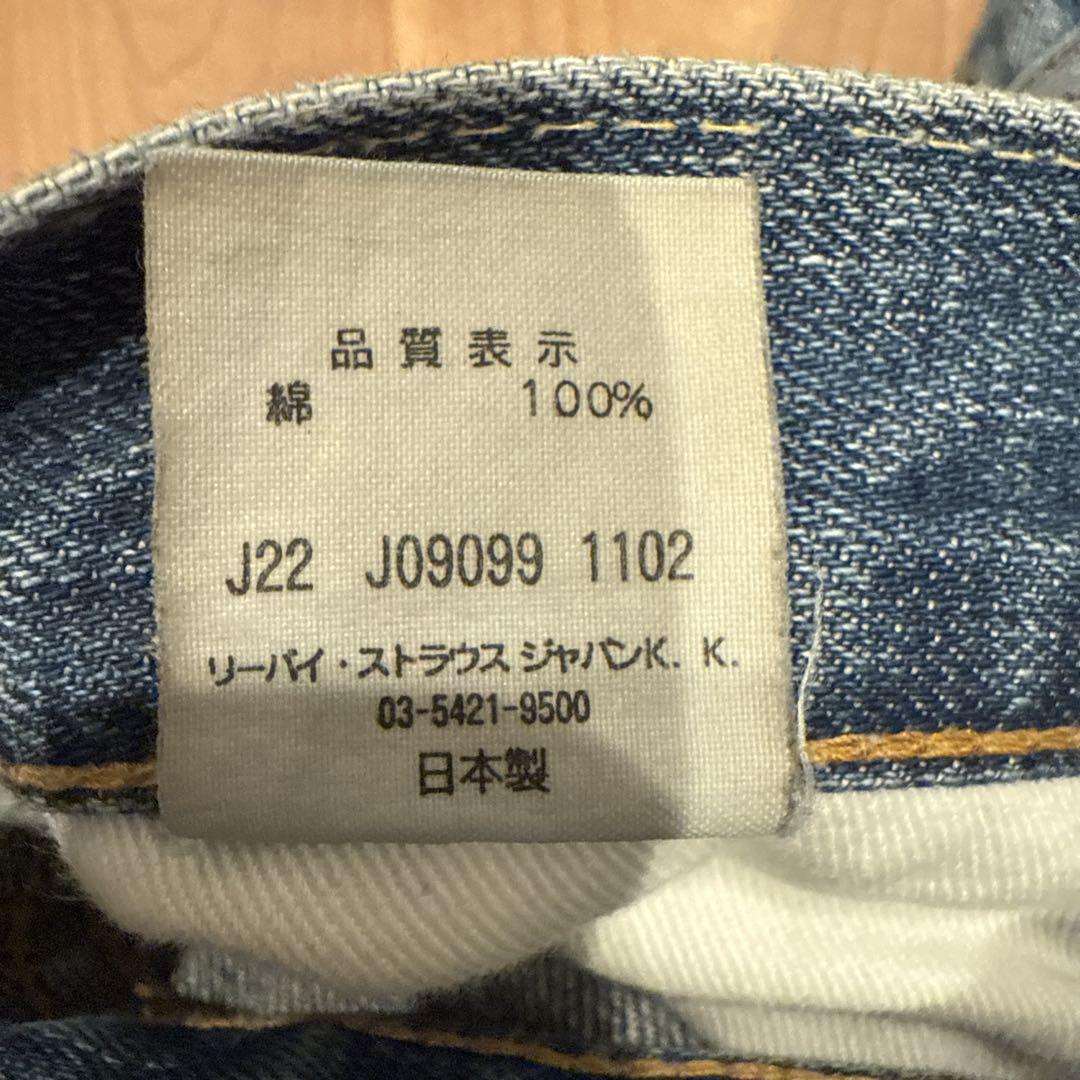 品質表示
綿 100%
J22 J09099 1102
リーバイ・ストラウス ジャパンK. K.
03-5421-9500
日本製